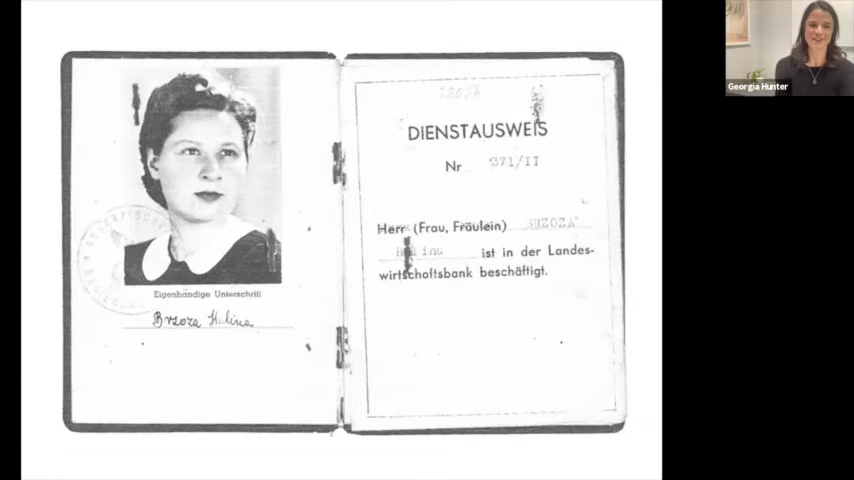 Georgia Hunter
Eigenhändige Unterschrift:
Brzoza Halina
DIENSTAUSWEIS
Nr 371/II
Herr (Frau, Fräulein) BRZOZA
Halina ist in der Landes-
wirtschaftsbank beschäftigt.